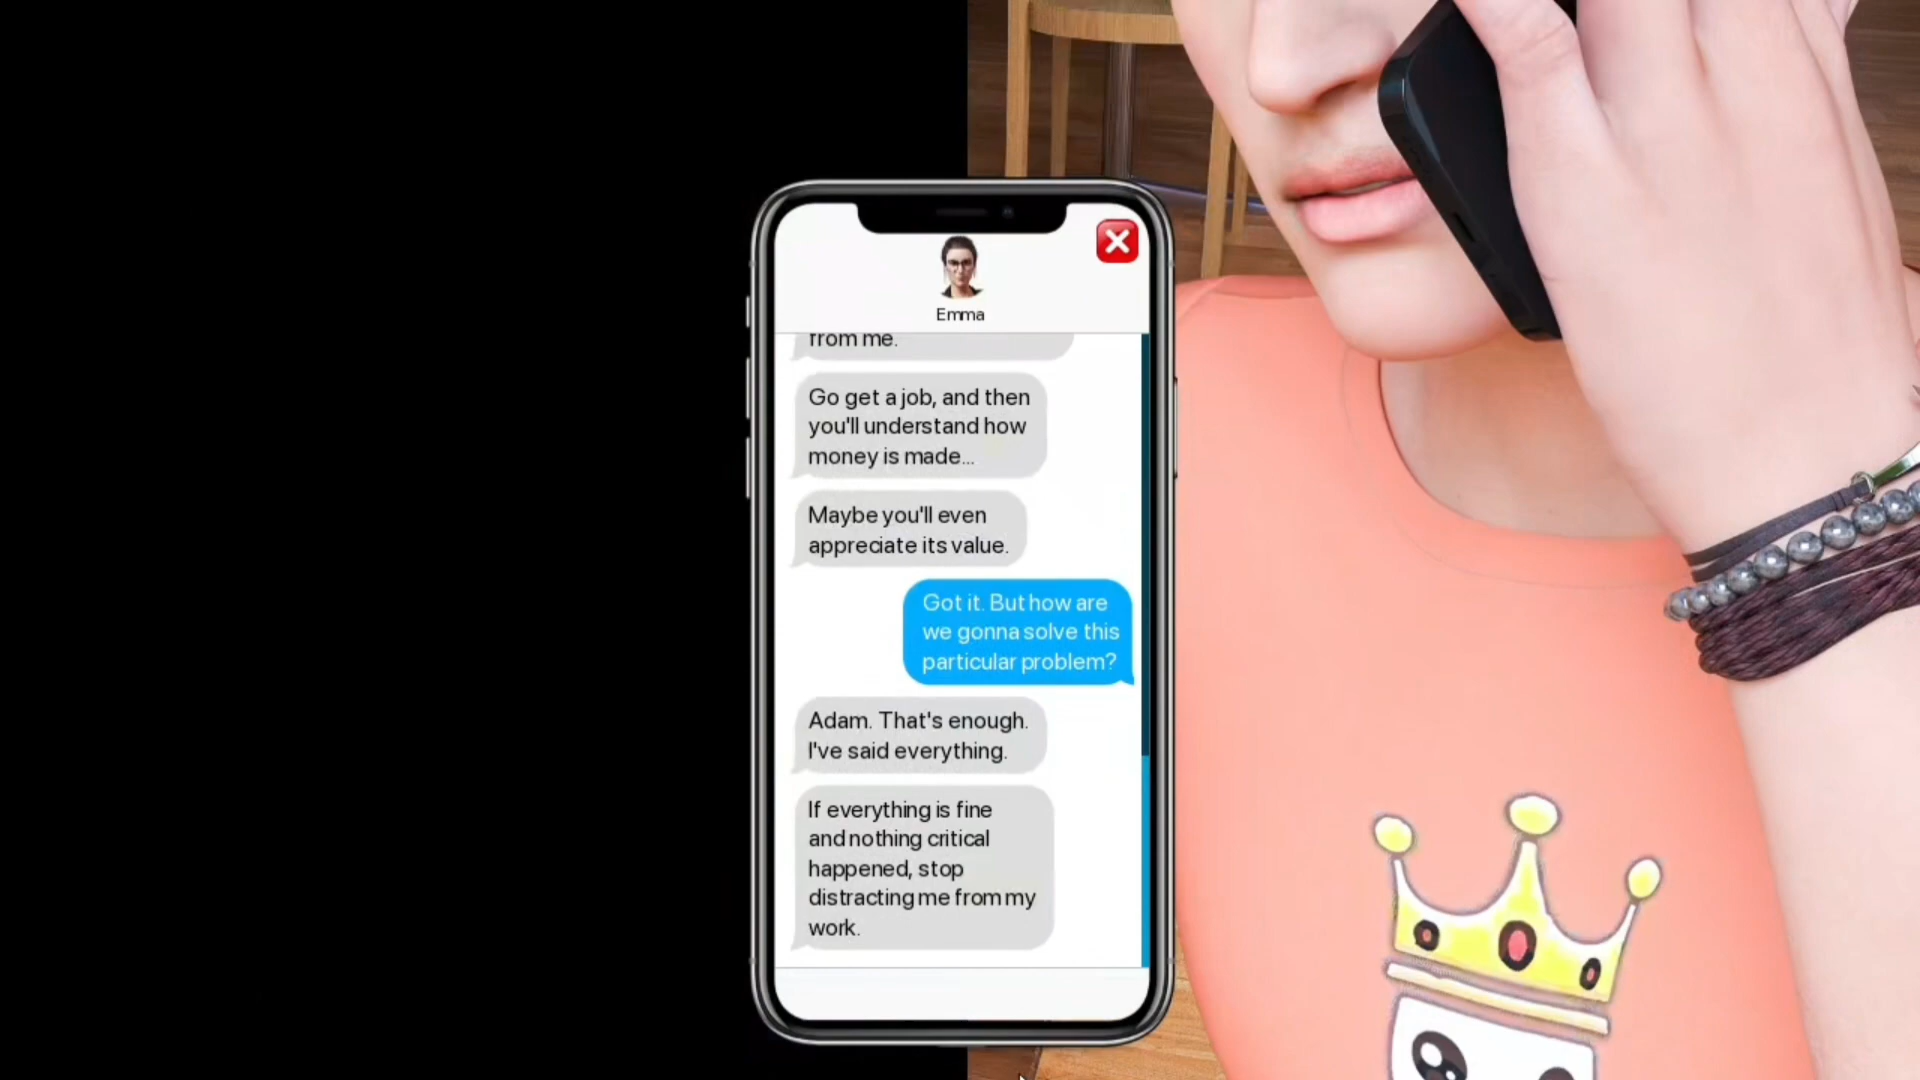 Emma
from me.
Go get a job, and then
you'll understand how
money is made...
Maybe you'll even
appreciate its value.
Got it. But how are
we gonna solve this
particular problem?
Adam. That's enough.
I've said everything.
If everything is fine
and nothing critical
happened, stop
distracting me from my
work.